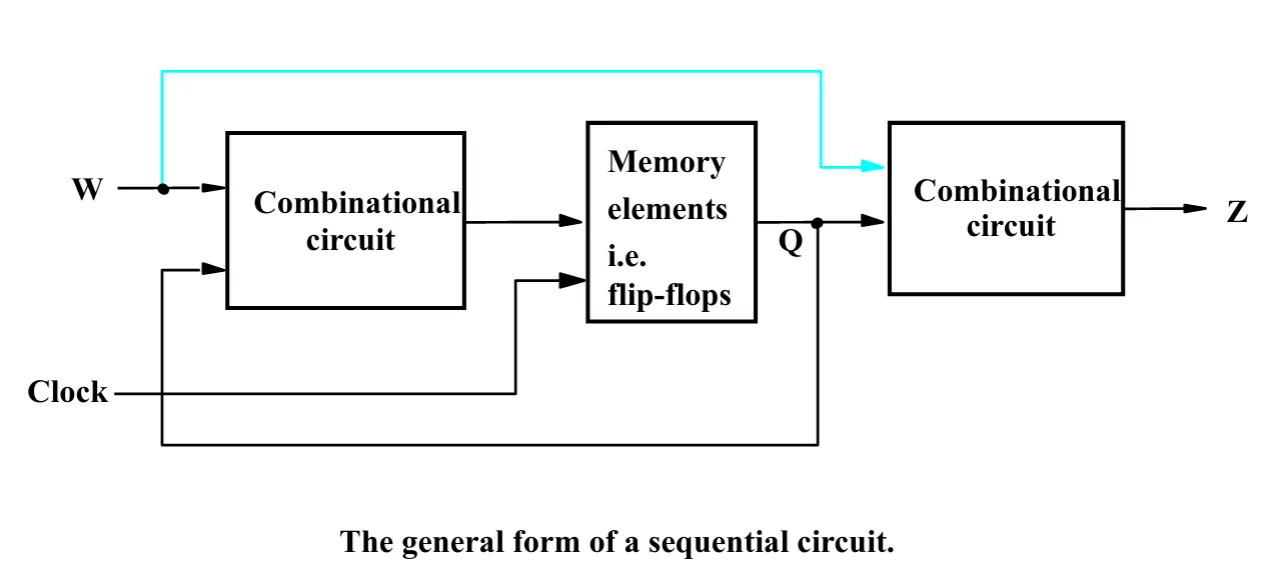 W
Combinational
circuit
Memory
elements
i.e.
flip-flops
Q
Combinational
circuit
Z
Clock
The general form of a sequential circuit.